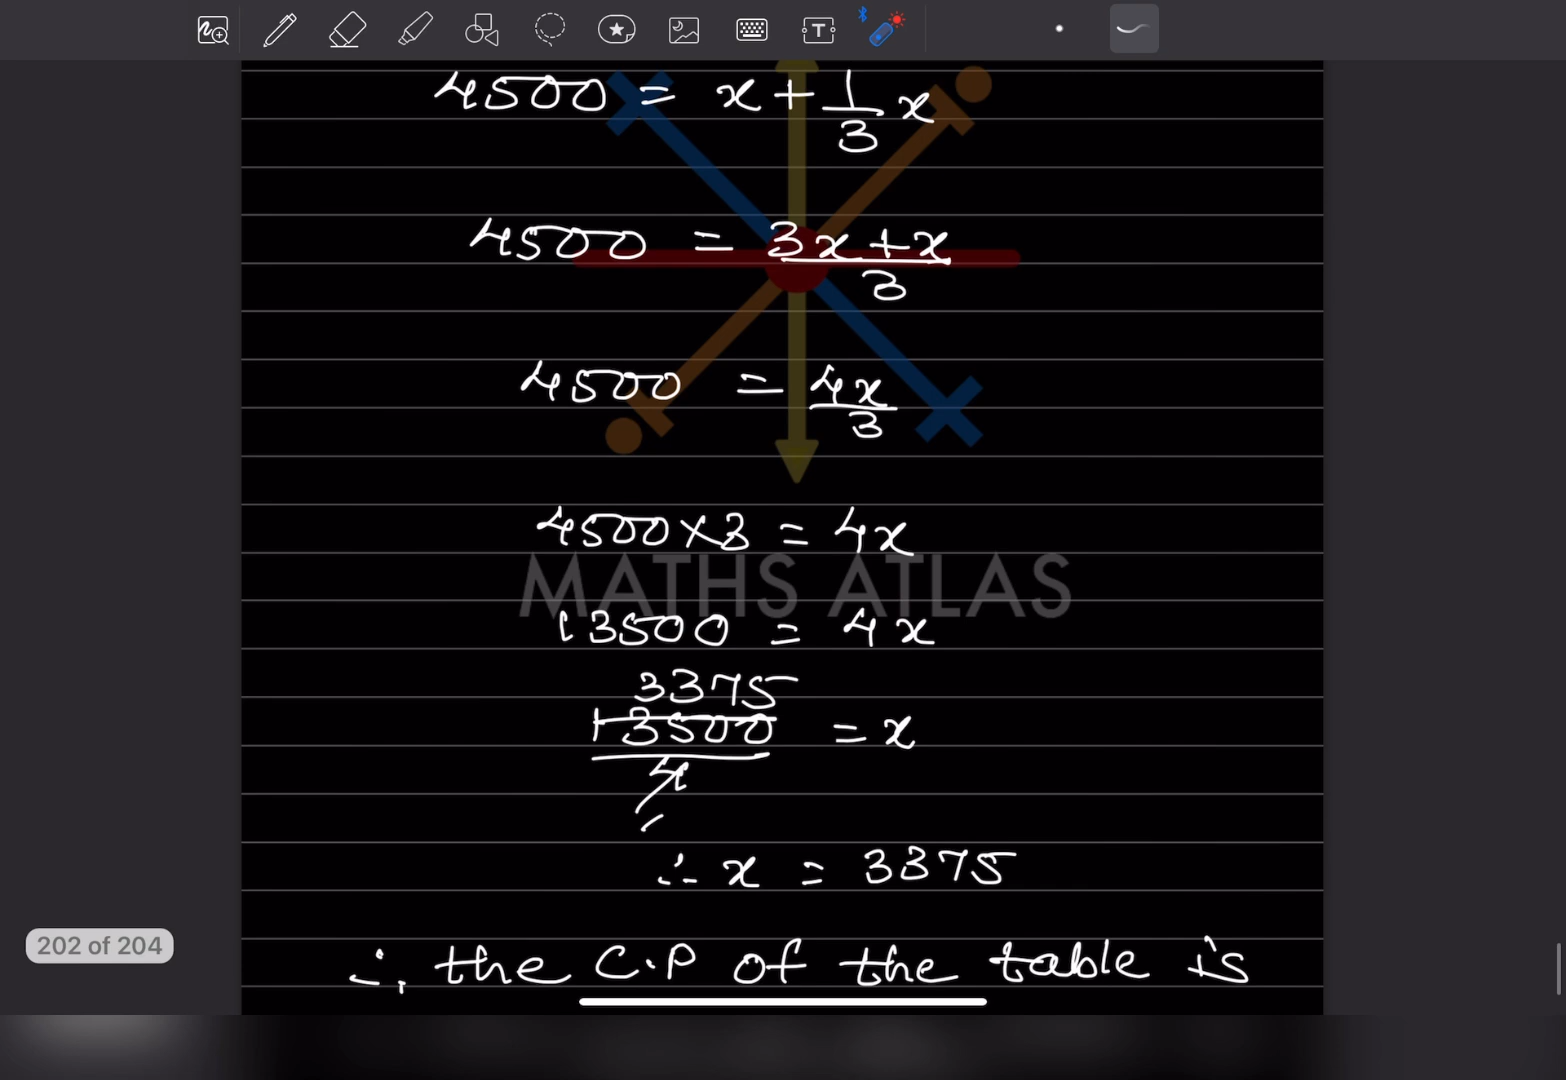 T
4500 = x + 1/3 x
4500 = 3x + x / 3
4500 = 4x / 3
4500 × 3 = 4x
MATHS ATLAS
13500 = 4x
3375
13500 / 4 = x
∴ x = 3375
202 of 204
∴, the C.P of the table is